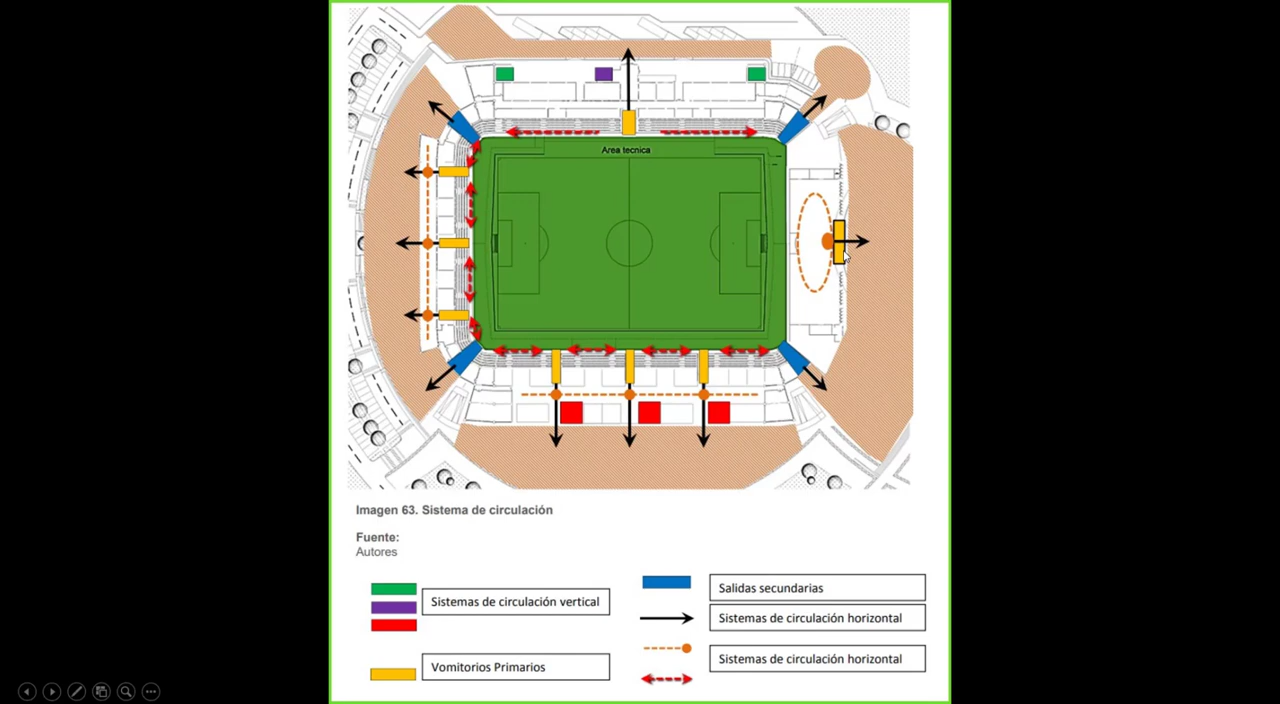 Area tecnica
Imagen 63. Sistema de circulación
Fuente:
Autores
Sistemas de circulación vertical
Vomitorios Primarios
Salidas secundarias
Sistemas de circulación horizontal
Sistemas de circulación horizontal